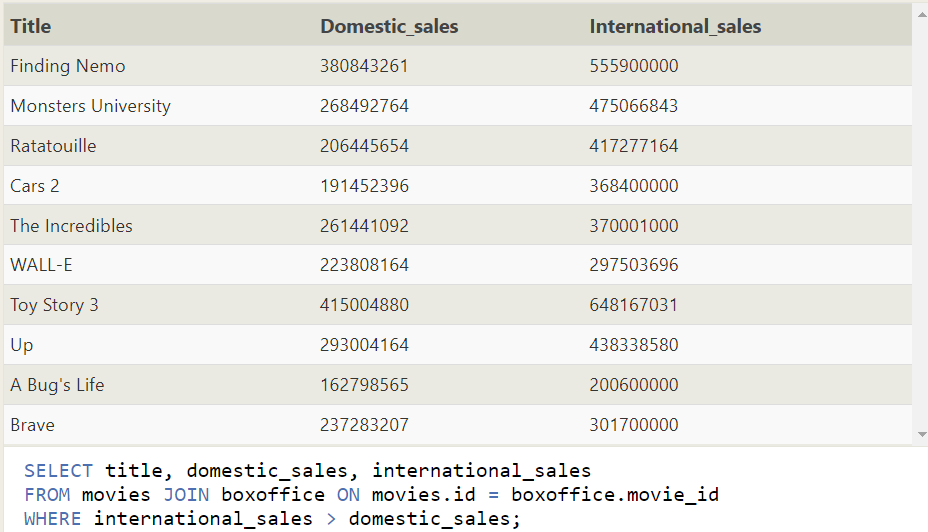 Title Domestic_sales International_sales
Finding Nemo 380843261 555900000
Monsters University 268492764 475066843
Ratatouille 206445654 417277164
Cars 2 191452396 368400000
The Incredibles 261441092 370001000
WALL-E 223808164 297503696
Toy Story 3 415004880 648167031
Up 293004164 438338580
A Bug's Life 162798565 200600000
Brave 237283207 301700000
SELECT title, domestic_sales, international_sales
FROM movies JOIN boxoffice ON movies.id = boxoffice.movie_id
WHERE international_sales > domestic_sales;